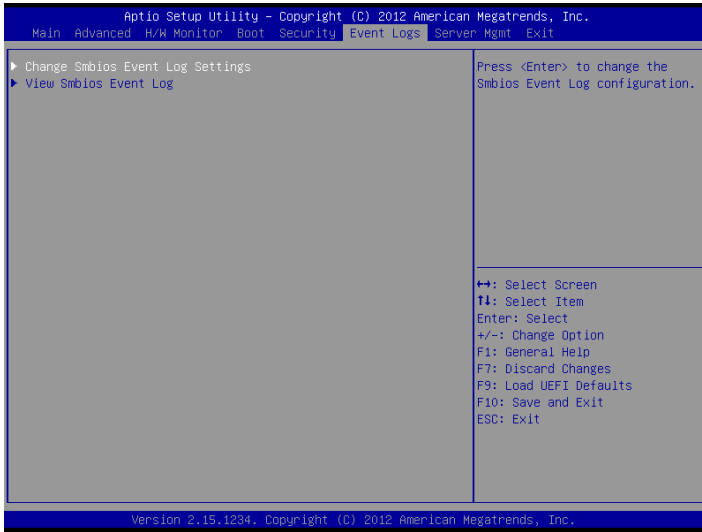 Aptio Setup Utility – Copyright (C) 2012 American Megatrends, Inc.
Main Advanced H/W Monitor Boot Security Event Logs Server Mgmt Exit
Change Smbios Event Log Settings
View Smbios Event Log
Press <Enter> to change the
Smbios Event Log configuration.
↔: Select Screen
↑↓: Select Item
Enter: Select
+/-: Change Option
F1: General Help
F7: Discard Changes
F9: Load UEFI Defaults
F10: Save and Exit
ESC: Exit
Version 2.15.1234. Copyright (C) 2012 American Megatrends, Inc.